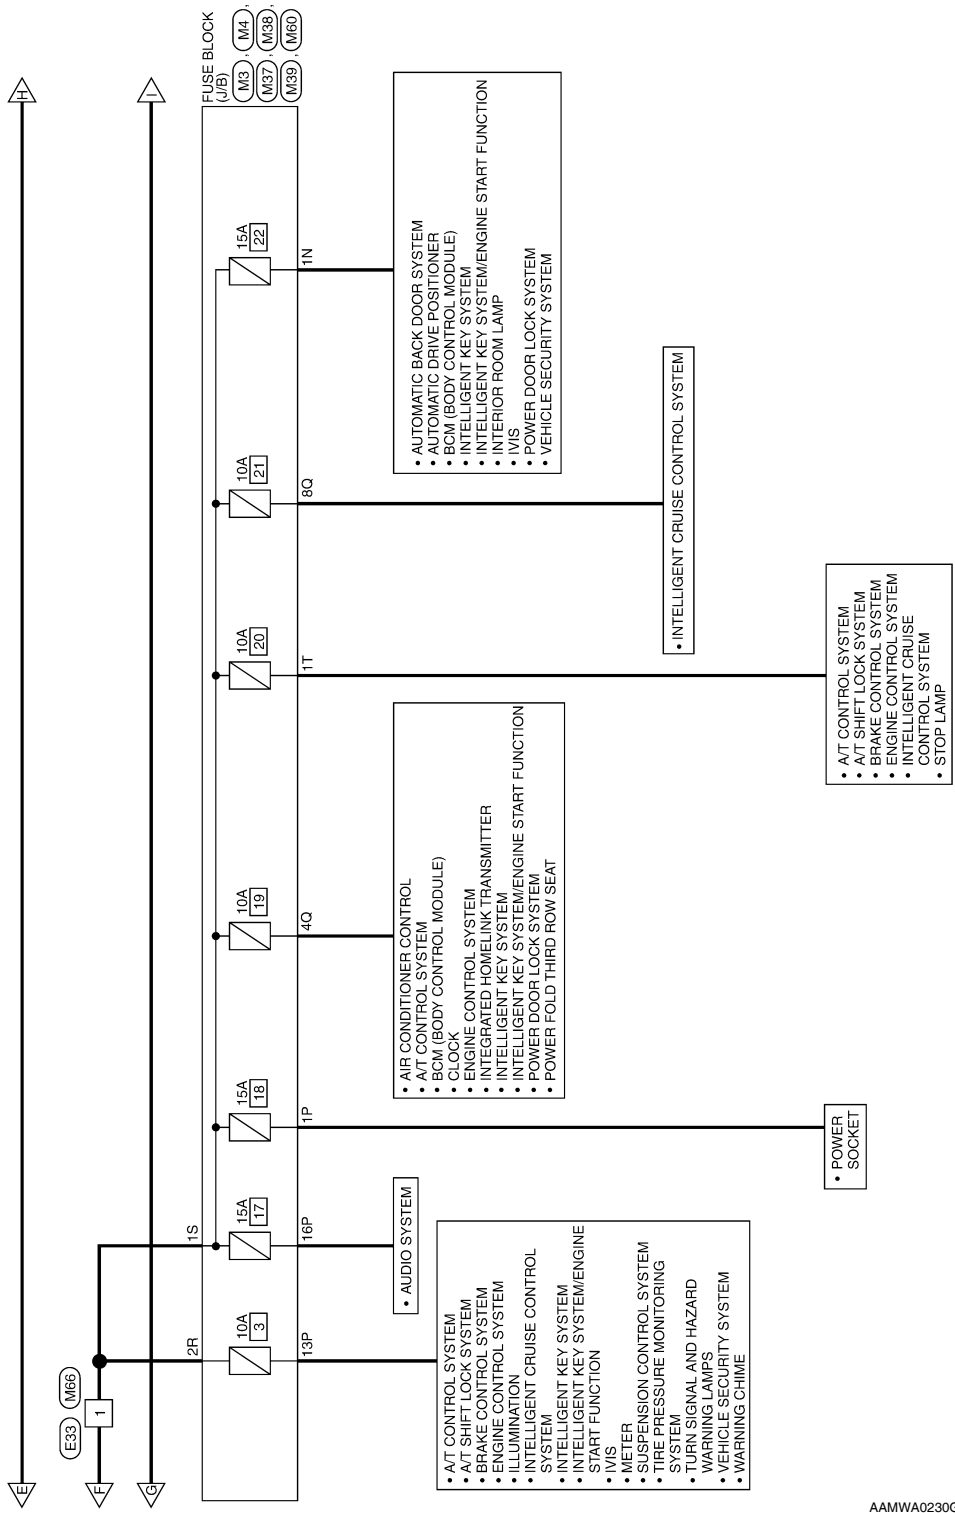 E
F
G
H
I
E33
M66
1
2R
1S
FUSE BLOCK
(J/B)
M3 , M4 ,
M37 , M38 ,
M39 , M60
10A
3
15A
17
15A
18
10A
19
10A
20
10A
21
15A
22
13P
16P
1P
4Q
1T
8Q
1N
• A/T CONTROL SYSTEM
• A/T SHIFT LOCK SYSTEM
• BRAKE CONTROL SYSTEM
• ENGINE CONTROL SYSTEM
• ILLUMINATION
• INTELLIGENT CRUISE CONTROL
SYSTEM
• INTELLIGENT KEY SYSTEM
• INTELLIGENT KEY SYSTEM/ENGINE
START FUNCTION
• IVIS
• METER
• SUSPENSION CONTROL SYSTEM
• TIRE PRESSURE MONITORING
SYSTEM
• TURN SIGNAL AND HAZARD
WARNING LAMPS
• VEHICLE SECURITY SYSTEM
• WARNING CHIME
• AUDIO SYSTEM
• POWER
SOCKET
• AIR CONDITIONER CONTROL
• A/T CONTROL SYSTEM
• BCM (BODY CONTROL MODULE)
• CLOCK
• ENGINE CONTROL SYSTEM
• INTEGRATED HOMELINK TRANSMITTER
• INTELLIGENT KEY SYSTEM
• INTELLIGENT KEY SYSTEM/ENGINE START FUNCTION
• POWER DOOR LOCK SYSTEM
• POWER FOLD THIRD ROW SEAT
• A/T CONTROL SYSTEM
• A/T SHIFT LOCK SYSTEM
• BRAKE CONTROL SYSTEM
• ENGINE CONTROL SYSTEM
• INTELLIGENT CRUISE
CONTROL SYSTEM
• STOP LAMP
• INTELLIGENT CRUISE CONTROL SYSTEM
• AUTOMATIC BACK DOOR SYSTEM
• AUTOMATIC DRIVE POSITIONER
• BCM (BODY CONTROL MODULE)
• INTELLIGENT KEY SYSTEM
• INTELLIGENT KEY SYSTEM/ENGINE START FUNCTION
• INTERIOR ROOM LAMP
• IVIS
• POWER DOOR LOCK SYSTEM
• VEHICLE SECURITY SYSTEM
AAMWA0230G